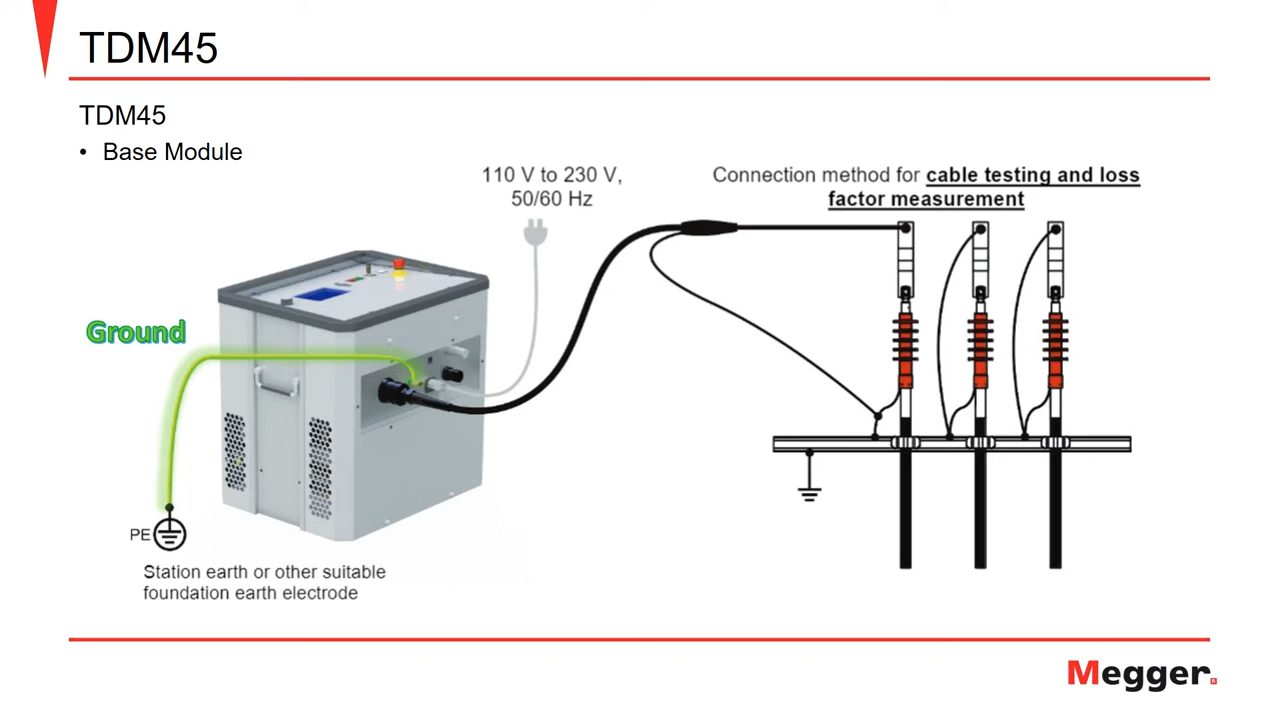 TDM45
TDM45
• Base Module
110 V to 230 V,
50/60 Hz
Connection method for cable testing and loss
factor measurement
Ground
PE
Station earth or other suitable
foundation earth electrode
Megger